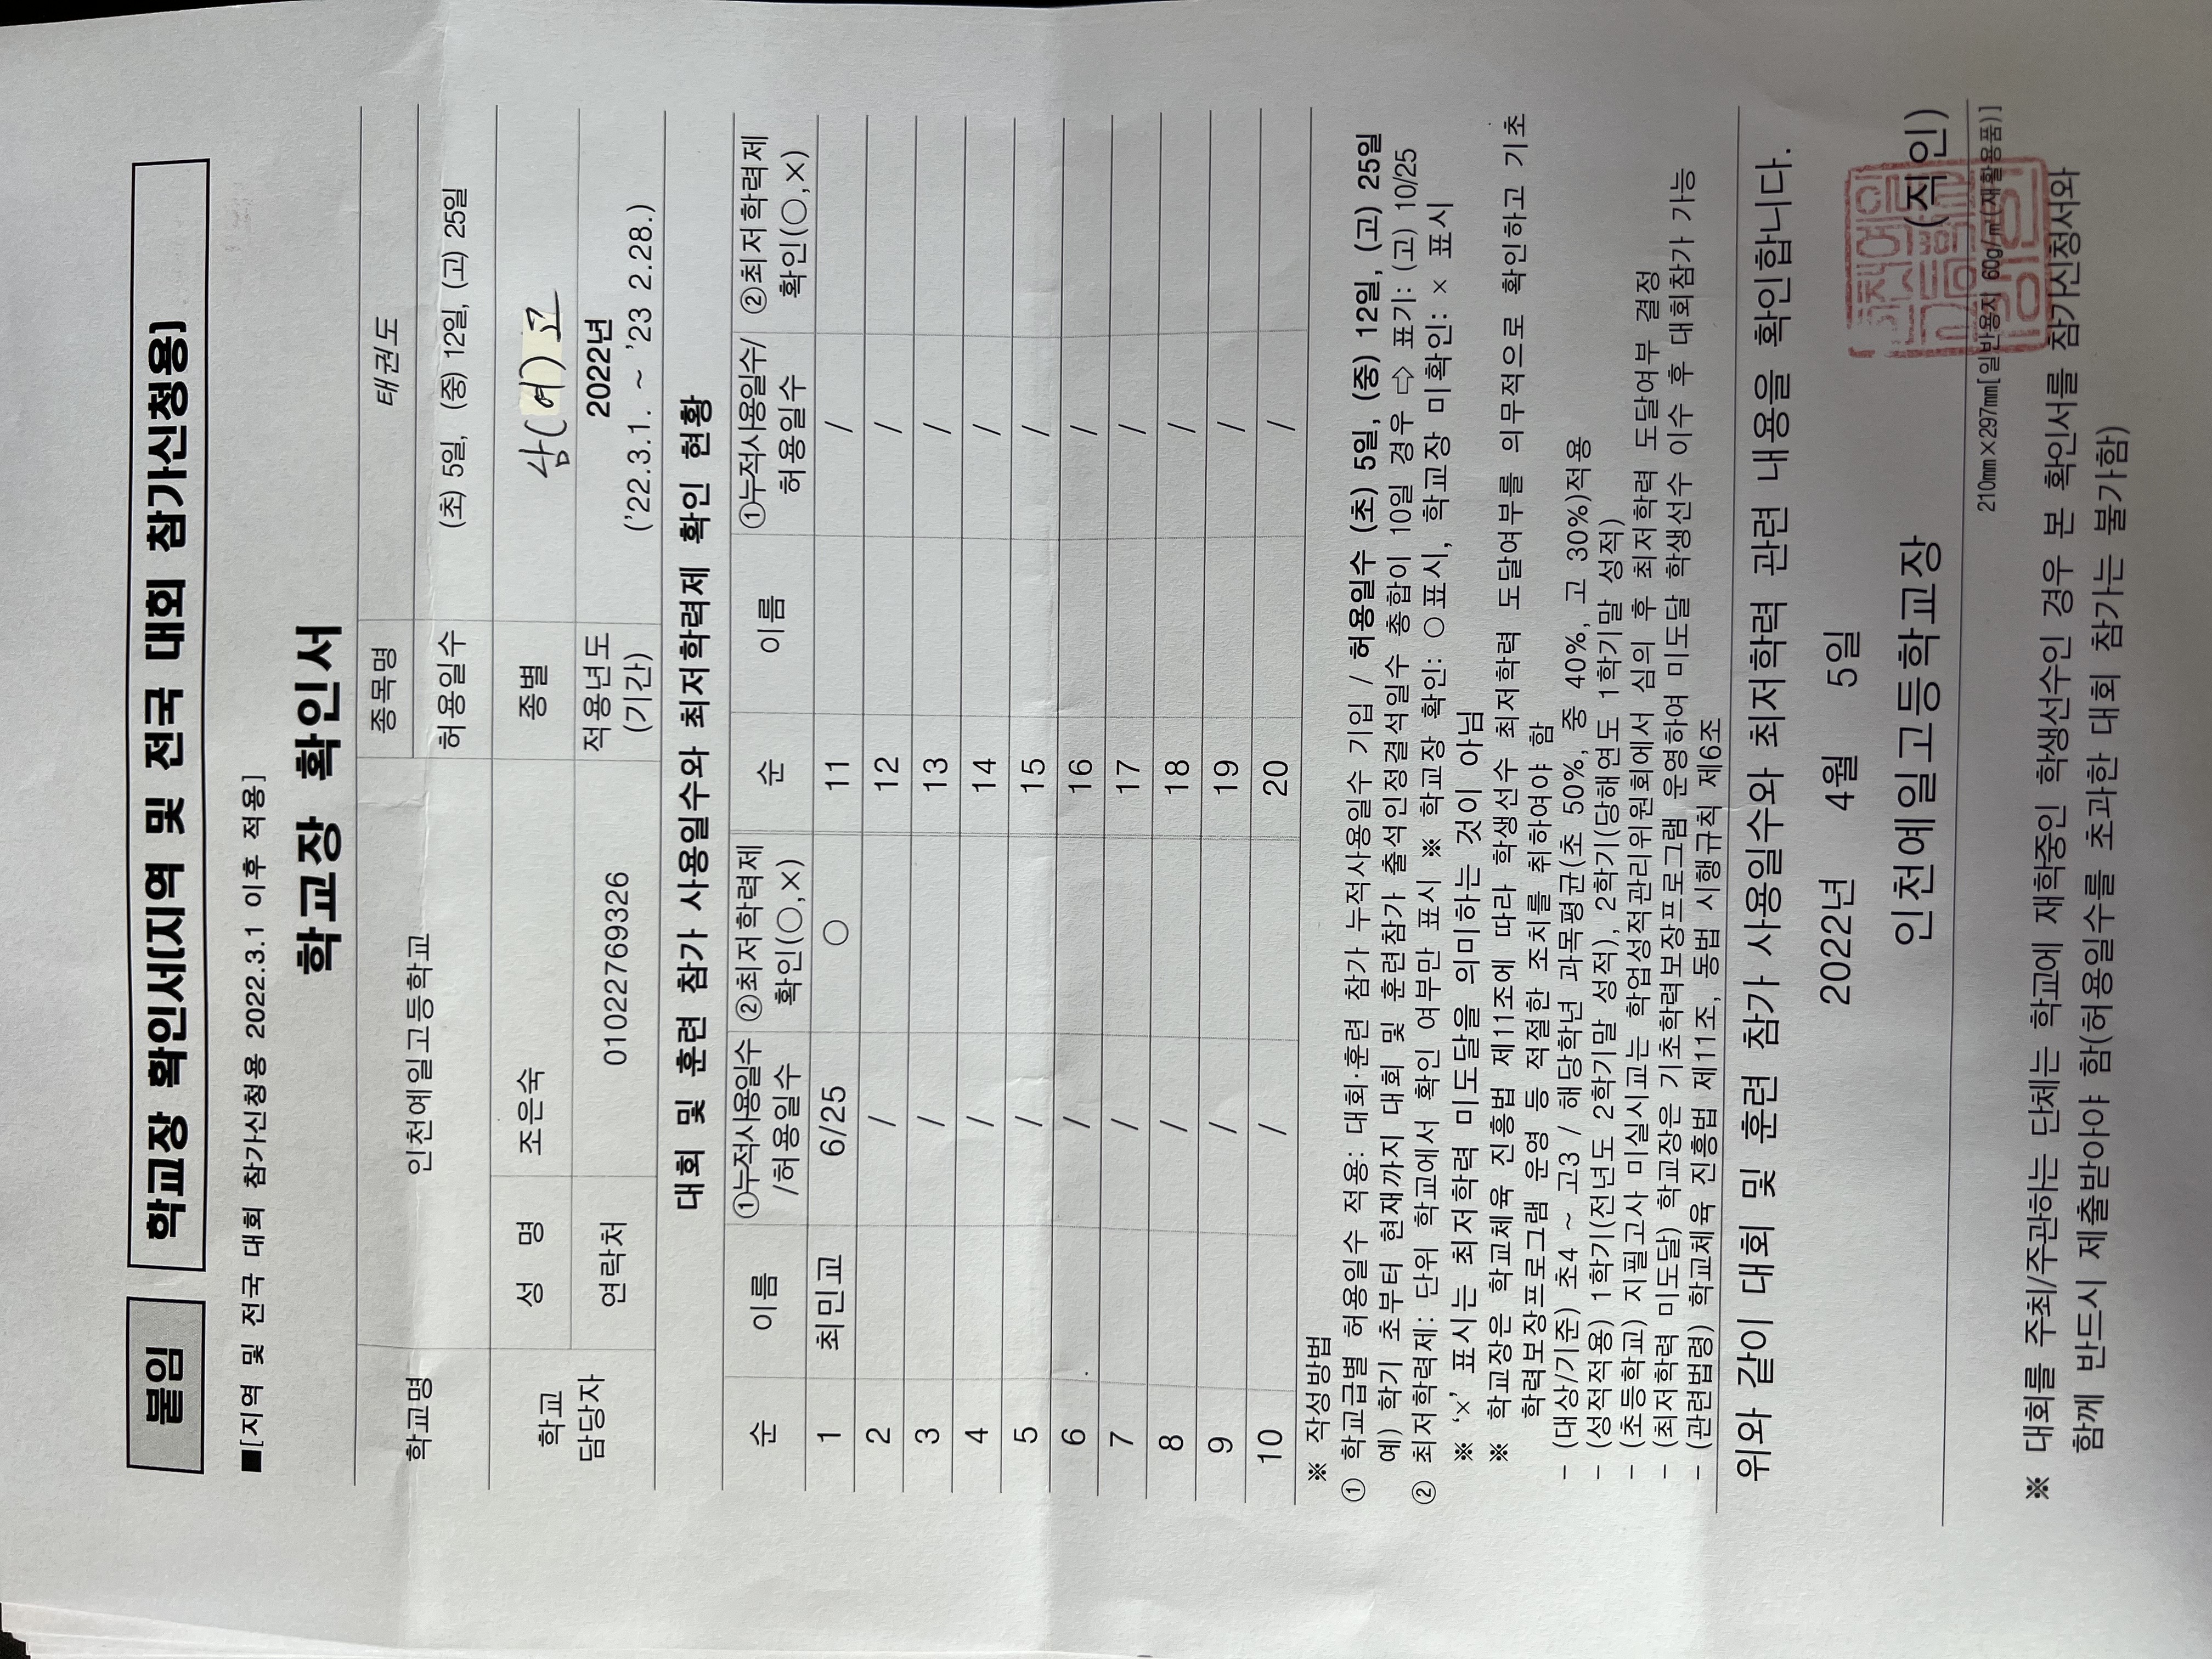 붙임 학교장 확인서(지역 및 전국 대회 참가신청용)
■[지역 및 전국 대회 참가신청용 2022.3.1 이후 적용]
학교장 확인서
학교명 인천예일고등학교 종목명 태권도
허용일수 (초) 5일, (중) 12일, (고) 25일
학교 담당자 성 명 조은숙 종별 남(여)고
연락처 01022769326 적용년도 (기간) 2022년
('22.3.1. ~ '23 2.28.)
대회 및 훈련 참가 사용일수와 최저학력제 확인 현황
순 이름 ①누적사용일수/허용일수 ②최저학력제 확인(○,×) 순 이름 ①누적사용일수/허용일수 ②최저학력제 확인(○,×)
1 최민교 6/25 ○ 11 /
2 / 12 /
3 / 13 /
4 / 14 /
5 / 15 /
6 / 16 /
7 / 17 /
8 / 18 /
9 / 19 /
10 / 20 /
※ 작성방법
① 학교급별 허용일수 적용: 대회·훈련 참가 누적사용일수 기입 / 허용일수 (초) 5일, (중) 12일, (고) 25일
예) 학기 초부터 현재까지 대회 및 훈련참가 출석인정결석일수 총합이 10일 경우 ⇨ 표기: (고) 10/25
② 최저학력제: 단위 학교에서 확인 여부만 표시 ※ 학교장 확인: ○표시, 학교장 미확인: × 표시
※ '×' 표시는 최저학력 미도달을 의미하는 것이 아님
※ 학교장은 학교체육 진흥법 제11조에 따라 학생선수 최저학력 도달여부를 의무적으로 확인하고 기초
학력보장프로그램 운영 등 적절한 조치를 취하여야 함
- (대상/기준) 초4 ~ 고3 / 해당학년 과목평균(초 50%, 중 40%, 고 30%)적용
- (성적적용) 1학기(전년도 2학기말 성적), 2학기(당해연도 1학기말 성적)
- (초등학교) 지필고사 미실시교는 학업성적관리위원회에서 심의 후 최저학력 도달여부 결정
- (최저학력 미도달) 학교장은 기초학력보장프로그램 운영하여 미도달 학생선수 이수 후 대회참가 가능
- (관련법령) 학교체육 진흥법 제11조, 동법 시행규칙 제6조
위와 같이 대회 및 훈련 참가 사용일수와 최저학력 관련 내용을 확인합니다.
2022년 4월 5일
인천예일고등학교장 (직인)
210mm×297mm[일반용지 60g/㎡(재활용품)]
※ 대회를 주최/주관하는 단체는 학교에 재학중인 학생선수인 경우 본 확인서를 참가신청서와
함께 반드시 제출받아야 함(허용일수를 초과한 대회 참가는 불가함)